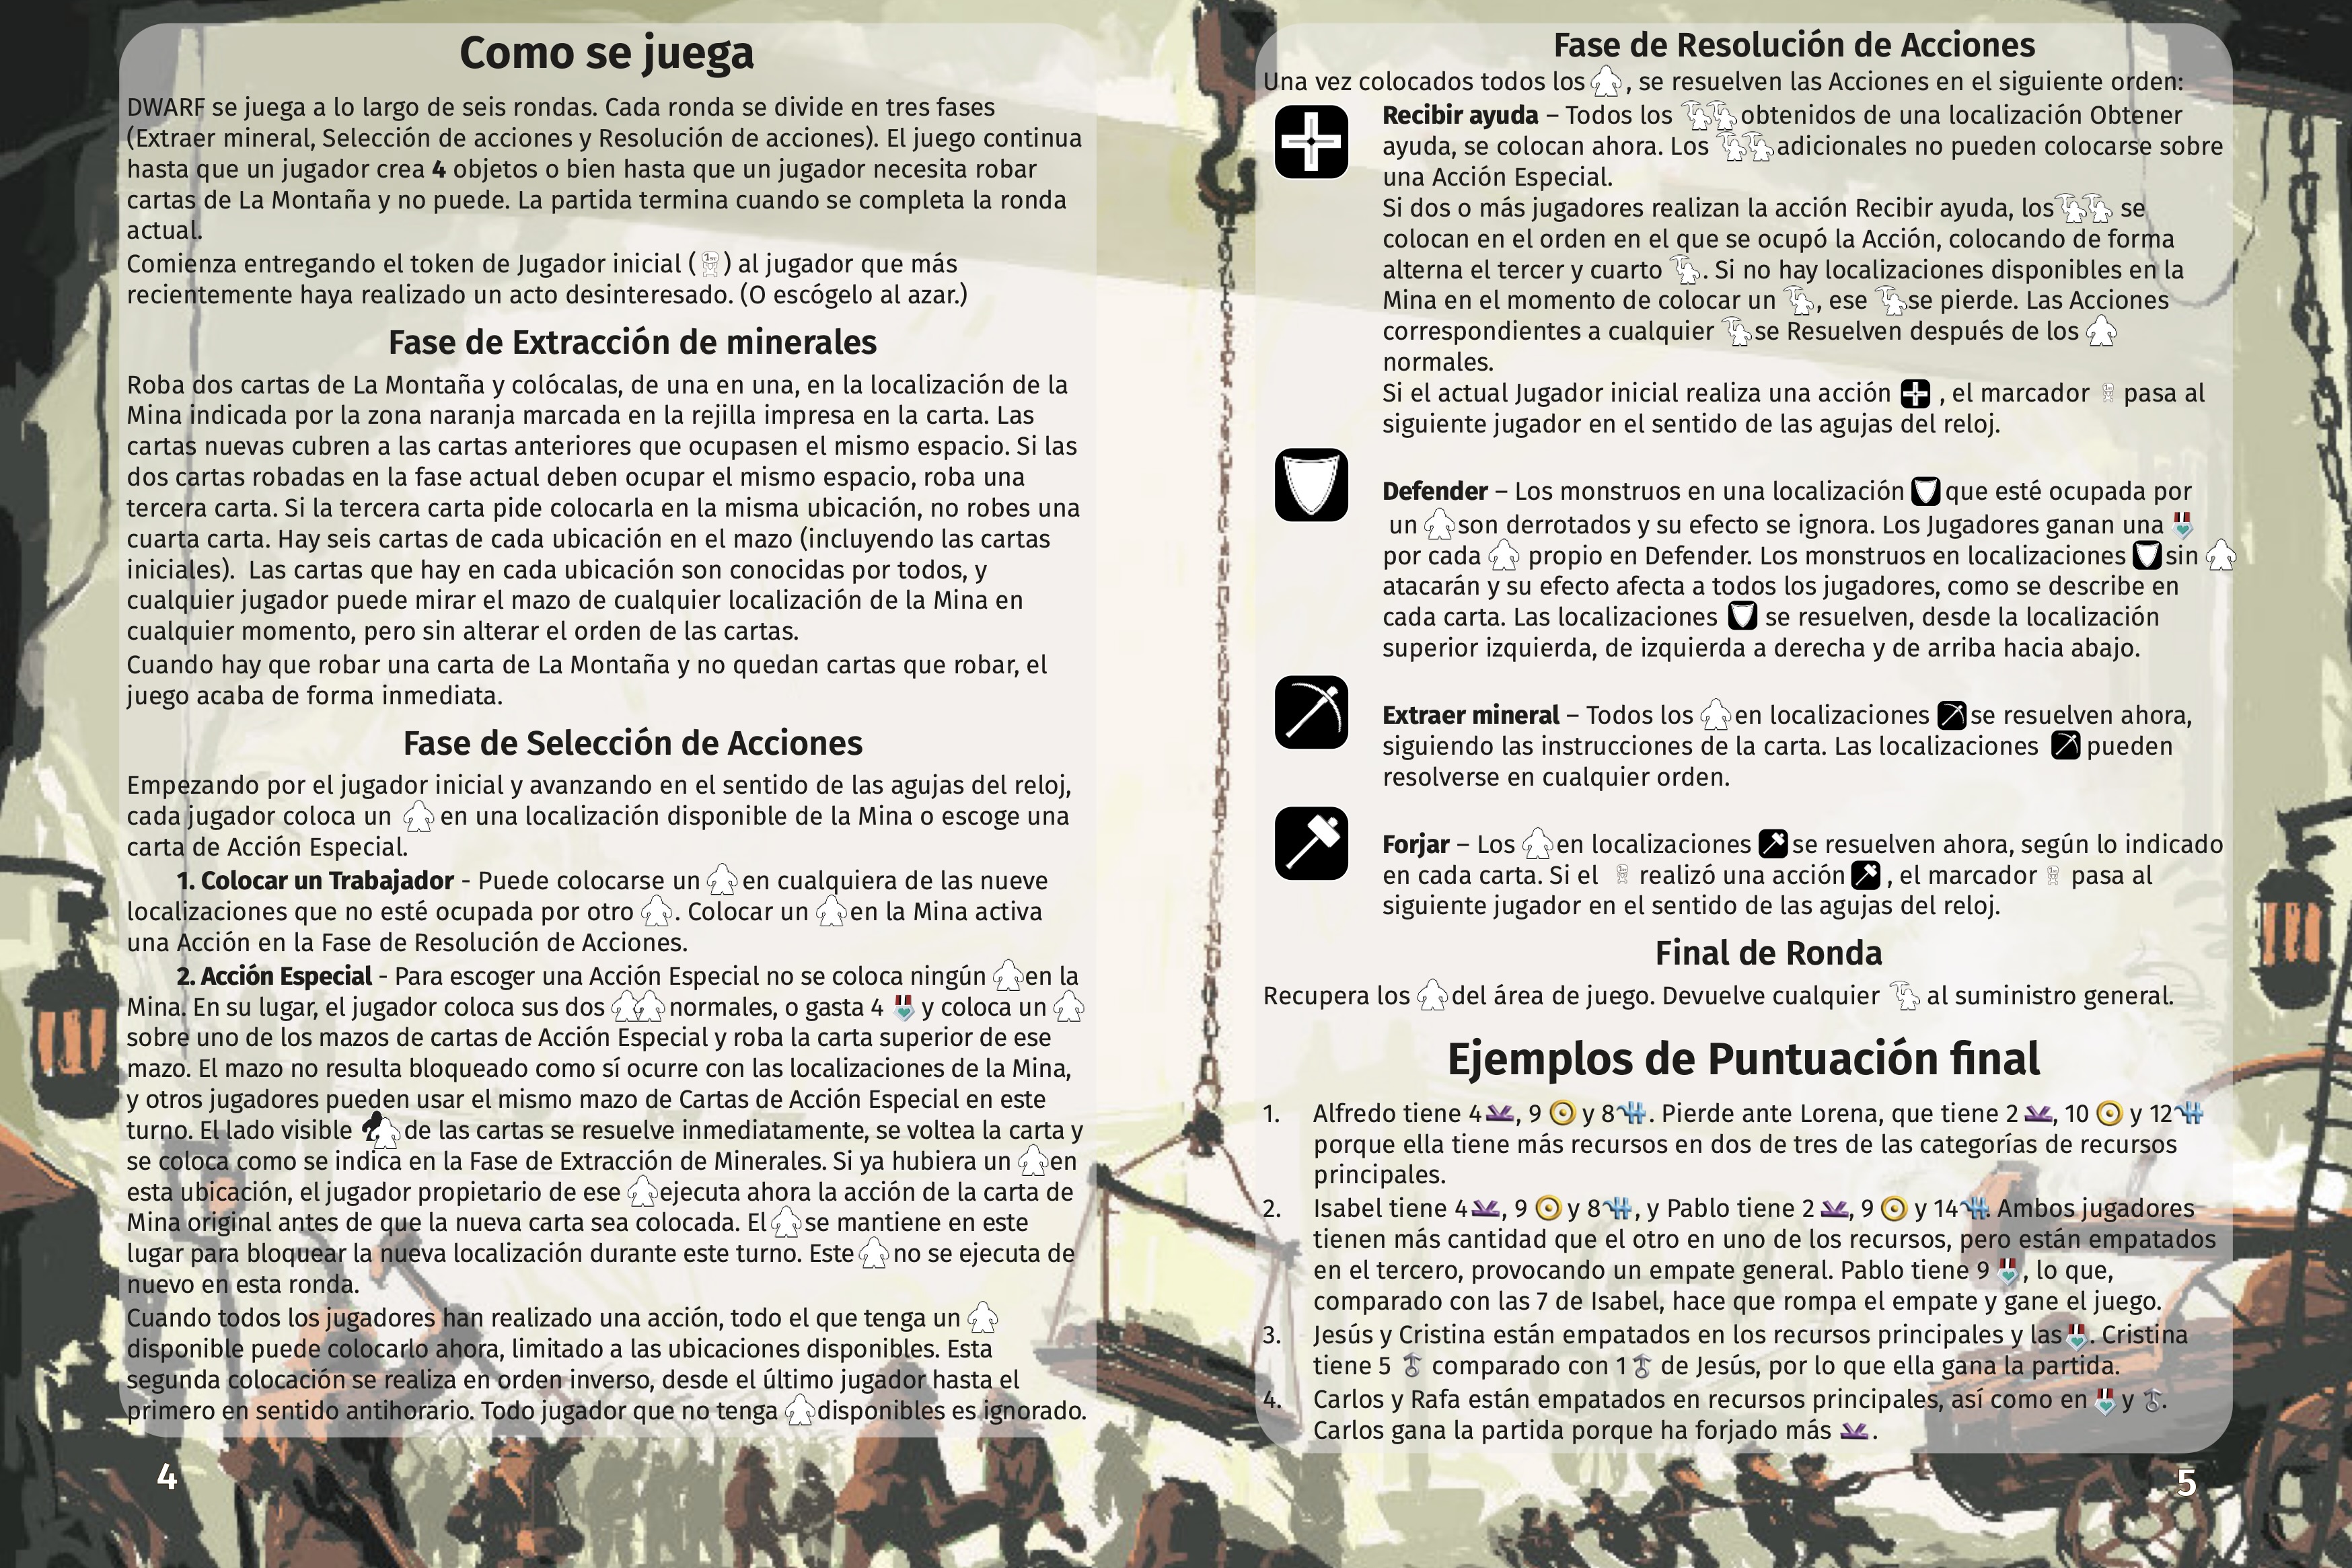 Como se juega
DWARF se juega a lo largo de seis rondas. Cada ronda se divide en tres fases
(Extraer mineral, Selección de acciones y Resolución de acciones). El juego continua
hasta que un jugador crea 4 objetos o bien hasta que un jugador necesita robar
cartas de La Montaña y no puede. La partida termina cuando se completa la ronda
actual.
Comienza entregando el token de Jugador inicial ( ) al jugador que más
recientemente haya realizado un acto desinteresado. (O escógelo al azar.)
Fase de Extracción de minerales
Roba dos cartas de La Montaña y colócalas, de una en una, en la localización de la
Mina indicada por la zona naranja marcada en la rejilla impresa en la carta. Las
cartas nuevas cubren a las cartas anteriores que ocupasen el mismo espacio. Si las
dos cartas robadas en la fase actual deben ocupar el mismo espacio, roba una
tercera carta. Si la tercera carta pide colocarla en la misma ubicación, no robes una
cuarta carta. Hay seis cartas de cada ubicación en el mazo (incluyendo las cartas
iniciales). Las cartas que hay en cada ubicación son conocidas por todos, y
cualquier jugador puede mirar el mazo de cualquier localización de la Mina en
cualquier momento, pero sin alterar el orden de las cartas.
Cuando hay que robar una carta de La Montaña y no quedan cartas que robar, el
juego acaba de forma inmediata.
Fase de Selección de Acciones
Empezando por el jugador inicial y avanzando en el sentido de las agujas del reloj,
cada jugador coloca un en una localización disponible de la Mina o escoge una
carta de Acción Especial.
1. Colocar un Trabajador - Puede colocarse un en cualquiera de las nueve
localizaciones que no esté ocupada por otro . Colocar un en la Mina activa
una Acción en la Fase de Resolución de Acciones.
2. Acción Especial - Para escoger una Acción Especial no se coloca ningún en la
Mina. En su lugar, el jugador coloca sus dos normales, o gasta 4 y coloca un
sobre uno de los mazos de cartas de Acción Especial y roba la carta superior de ese
mazo. El mazo no resulta bloqueado como sí ocurre con las localizaciones de la Mina,
y otros jugadores pueden usar el mismo mazo de Cartas de Acción Especial en este
turno. El lado visible de las cartas se resuelve inmediatamente, se voltea la carta y
se coloca como se indica en la Fase de Extracción de Minerales. Si ya hubiera un en
esta ubicación, el jugador propietario de ese ejecuta ahora la acción de la carta de
Mina original antes de que la nueva carta sea colocada. El se mantiene en este
lugar para bloquear la nueva localización durante este turno. Este no se ejecuta de
nuevo en esta ronda.
Cuando todos los jugadores han realizado una acción, todo el que tenga un
disponible puede colocarlo ahora, limitado a las ubicaciones disponibles. Esta
segunda colocación se realiza en orden inverso, desde el último jugador hasta el
primero en sentido antihorario. Todo jugador que no tenga disponibles es ignorado.
4
Fase de Resolución de Acciones
Una vez colocados todos los , se resuelven las Acciones en el siguiente orden:
Recibir ayuda – Todos los obtenidos de una localización Obtener
ayuda, se colocan ahora. Los adicionales no pueden colocarse sobre
una Acción Especial.
Si dos o más jugadores realizan la acción Recibir ayuda, los se
colocan en el orden en el que se ocupó la Acción, colocando de forma
alterna el tercer y cuarto . Si no hay localizaciones disponibles en la
Mina en el momento de colocar un , ese se pierde. Las Acciones
correspondientes a cualquier se Resuelven después de los
normales.
Si el actual Jugador inicial realiza una acción , el marcador pasa al
siguiente jugador en el sentido de las agujas del reloj.
Defender – Los monstruos en una localización que esté ocupada por
un son derrotados y su efecto se ignora. Los Jugadores ganan una
por cada propio en Defender. Los monstruos en localizaciones sin
atacarán y su efecto afecta a todos los jugadores, como se describe en
cada carta. Las localizaciones se resuelven, desde la localización
superior izquierda, de izquierda a derecha y de arriba hacia abajo.
Extraer mineral – Todos los en localizaciones se resuelven ahora,
siguiendo las instrucciones de la carta. Las localizaciones pueden
resolverse en cualquier orden.
Forjar – Los en localizaciones se resuelven ahora, según lo indicado
en cada carta. Si el realizó una acción , el marcador pasa al
siguiente jugador en el sentido de las agujas del reloj.
Final de Ronda
Recupera los del área de juego. Devuelve cualquier al suministro general.
Ejemplos de Puntuación final
1. Alfredo tiene 4 , 9 y 8 . Pierde ante Lorena, que tiene 2 , 10 y 12
porque ella tiene más recursos en dos de tres de las categorías de recursos
principales.
2. Isabel tiene 4 , 9 y 8 , y Pablo tiene 2 , 9 y 14 . Ambos jugadores
tienen más cantidad que el otro en uno de los recursos, pero están empatados
en el tercero, provocando un empate general. Pablo tiene 9 , lo que,
comparado con las 7 de Isabel, hace que rompa el empate y gane el juego.
3. Jesús y Cristina están empatados en los recursos principales y las . Cristina
tiene 5 comparado con 1 de Jesús, por lo que ella gana la partida.
4. Carlos y Rafa están empatados en recursos principales, así como en y .
Carlos gana la partida porque ha forjado más .
5